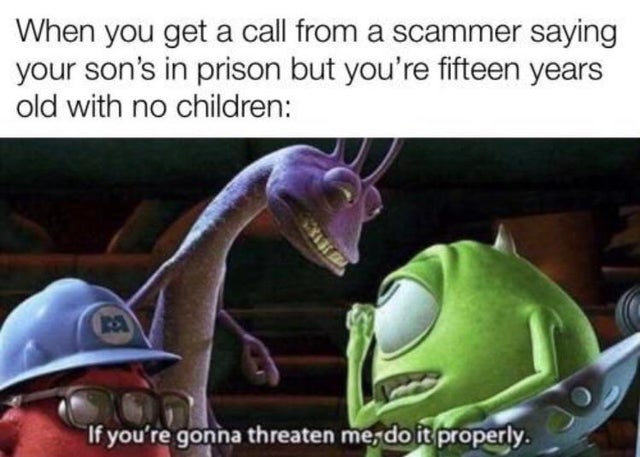 When you get a call from a scammer saying
your son's in prison but you're fifteen years
old with no children:
If you're gonna threaten me, do it properly.